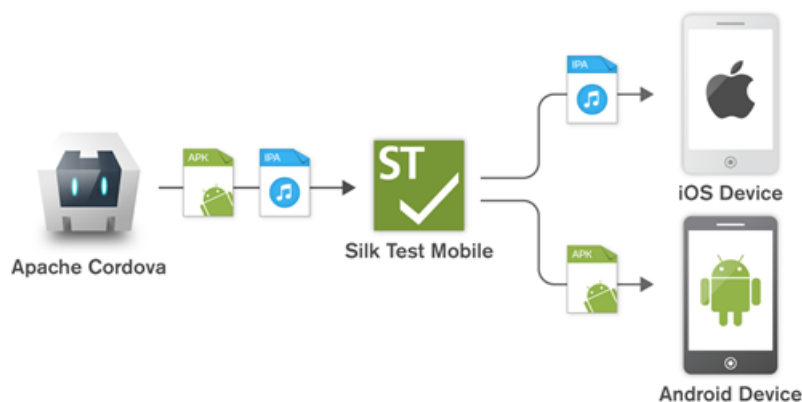 Apache Cordova
APK
IPA
ST
Silk Test Mobile
IPA
iOS Device
APK
Android Device